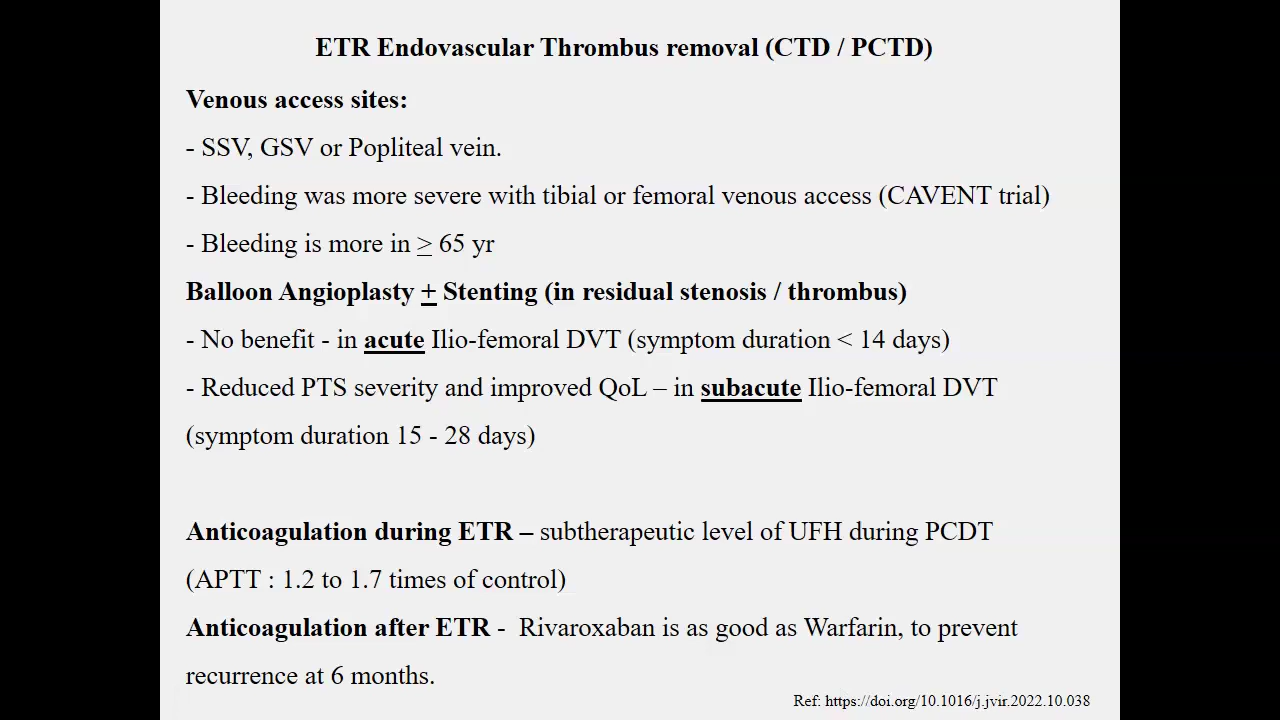 ETR Endovascular Thrombus removal (CTD / PCTD)
Venous access sites:
- SSV, GSV or Popliteal vein.
- Bleeding was more severe with tibial or femoral venous access (CAVENT trial)
- Bleeding is more in ≥ 65 yr
Balloon Angioplasty ± Stenting (in residual stenosis / thrombus)
- No benefit - in acute Ilio-femoral DVT (symptom duration < 14 days)
- Reduced PTS severity and improved QoL – in subacute Ilio-femoral DVT
(symptom duration 15 - 28 days)
Anticoagulation during ETR – subtherapeutic level of UFH during PCDT
(APTT : 1.2 to 1.7 times of control)
Anticoagulation after ETR - Rivaroxaban is as good as Warfarin, to prevent
recurrence at 6 months.
Ref: https://doi.org/10.1016/j.jvir.2022.10.038